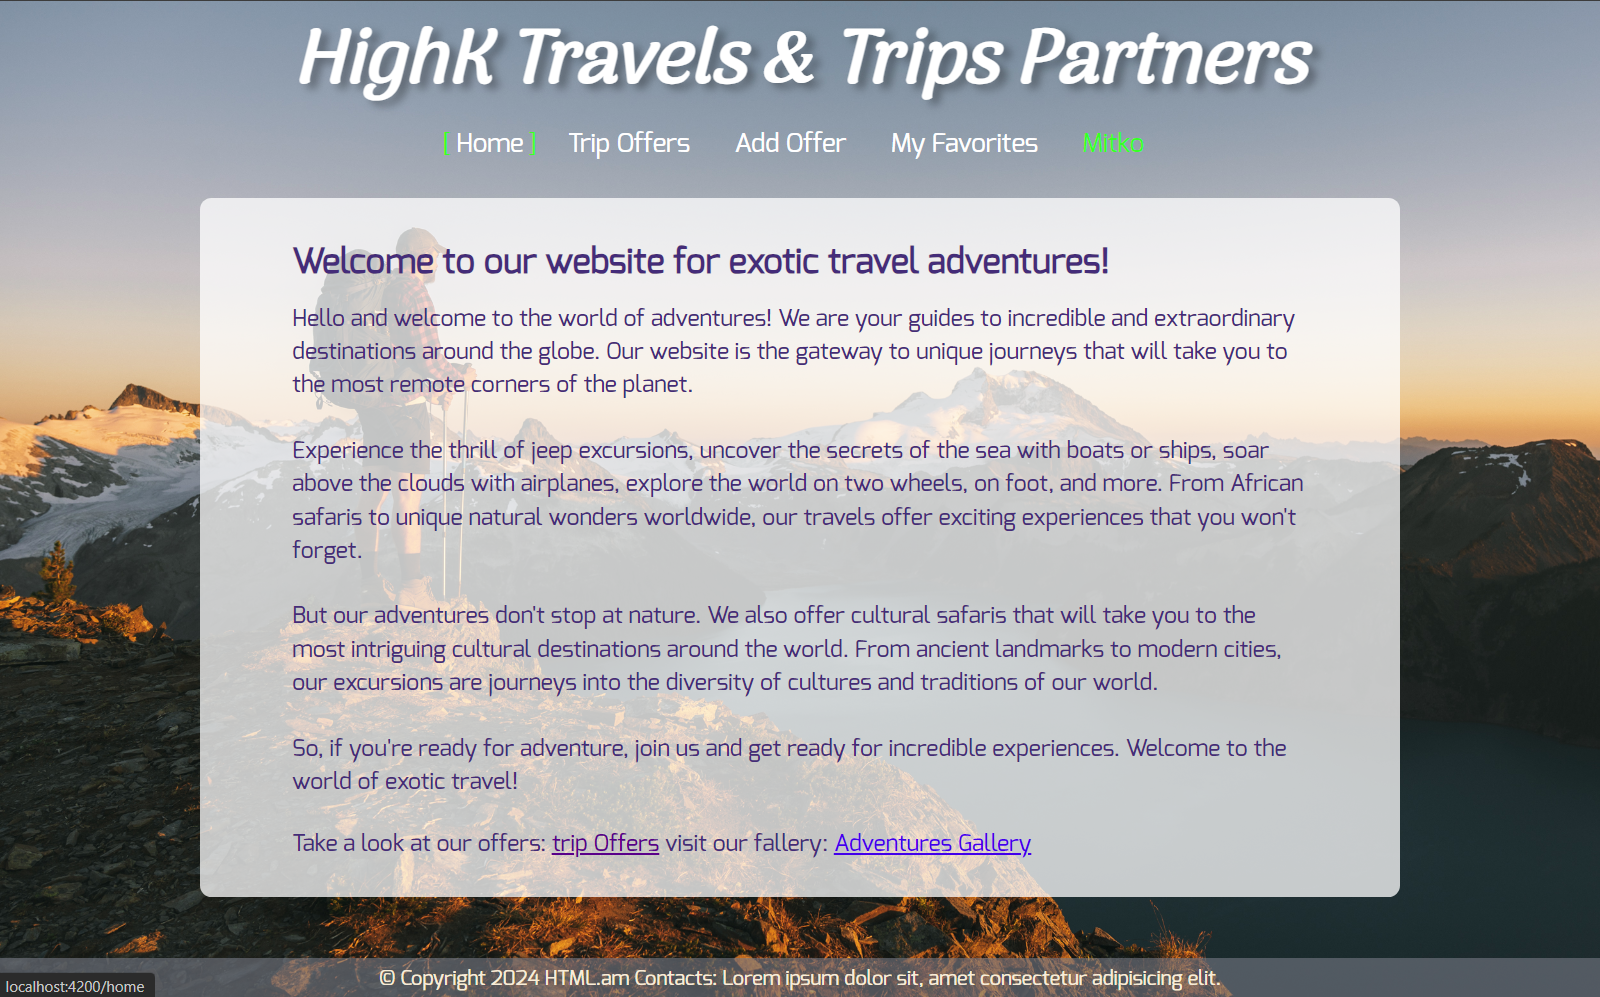 HighK Travels & Trips Partners
[ Home ] Trip Offers Add Offer My Favorites Mitko
Welcome to our website for exotic travel adventures!
Hello and welcome to the world of adventures! We are your guides to incredible and extraordinary
destinations around the globe. Our website is the gateway to unique journeys that will take you to
the most remote corners of the planet.
Experience the thrill of jeep excursions, uncover the secrets of the sea with boats or ships, soar
above the clouds with airplanes, explore the world on two wheels, on foot, and more. From African
safaris to unique natural wonders worldwide, our travels offer exciting experiences that you won't
forget.
But our adventures don't stop at nature. We also offer cultural safaris that will take you to the
most intriguing cultural destinations around the world. From ancient landmarks to modern cities,
our excursions are journeys into the diversity of cultures and traditions of our world.
So, if you're ready for adventure, join us and get ready for incredible experiences. Welcome to the
world of exotic travel!
Take a look at our offers: trip Offers visit our fallery: Adventures Gallery
© Copyright 2024 HTML.am Contacts: Lorem ipsum dolor sit, amet consectetur adipisicing elit.
localhost:4200/home